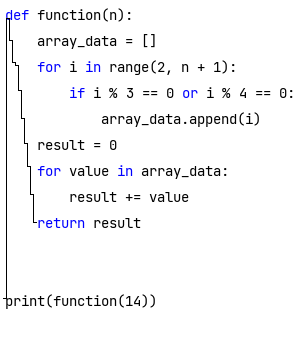 def function(n):
    array_data = []
    for i in range(2, n + 1):
        if i % 3 == 0 or i % 4 == 0:
            array_data.append(i)
    result = 0
    for value in array_data:
        result += value
    return result

print(function(14))